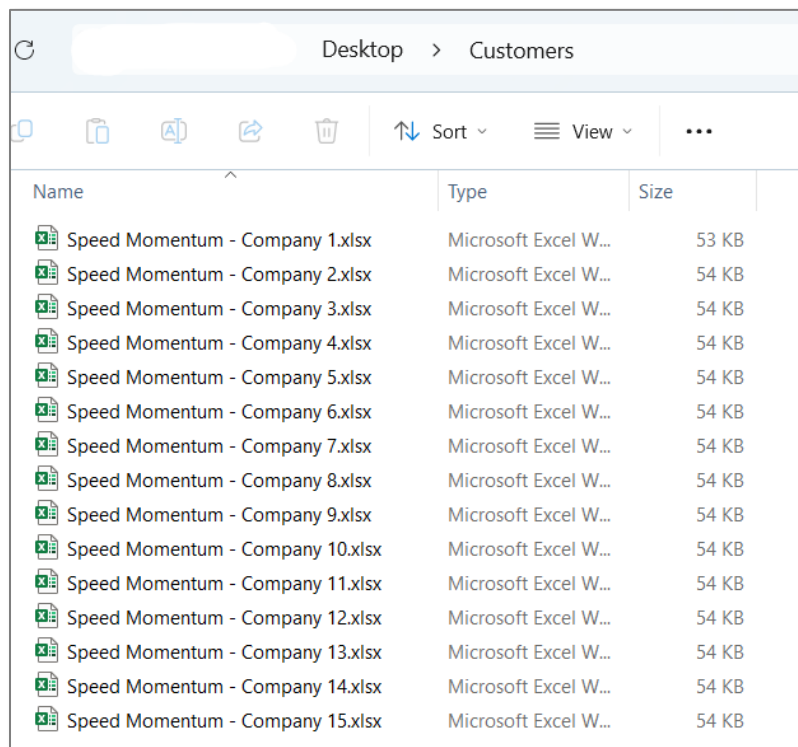 Desktop > Customers
Sort View
Name Type Size
Speed Momentum - Company 1.xlsx Microsoft Excel W... 53 KB
Speed Momentum - Company 2.xlsx Microsoft Excel W... 54 KB
Speed Momentum - Company 3.xlsx Microsoft Excel W... 54 KB
Speed Momentum - Company 4.xlsx Microsoft Excel W... 54 KB
Speed Momentum - Company 5.xlsx Microsoft Excel W... 54 KB
Speed Momentum - Company 6.xlsx Microsoft Excel W... 54 KB
Speed Momentum - Company 7.xlsx Microsoft Excel W... 54 KB
Speed Momentum - Company 8.xlsx Microsoft Excel W... 54 KB
Speed Momentum - Company 9.xlsx Microsoft Excel W... 54 KB
Speed Momentum - Company 10.xlsx Microsoft Excel W... 54 KB
Speed Momentum - Company 11.xlsx Microsoft Excel W... 54 KB
Speed Momentum - Company 12.xlsx Microsoft Excel W... 54 KB
Speed Momentum - Company 13.xlsx Microsoft Excel W... 54 KB
Speed Momentum - Company 14.xlsx Microsoft Excel W... 54 KB
Speed Momentum - Company 15.xlsx Microsoft Excel W... 54 KB